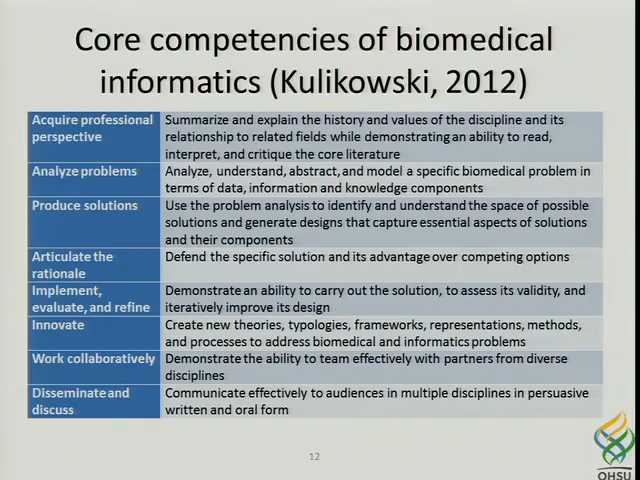 Core competencies of biomedical
informatics (Kulikowski, 2012)
Acquire professional
perspective
Summarize and explain the history and values of the discipline and its
relationship to related fields while demonstrating an ability to read,
interpret, and critique the core literature
Analyze problems
Analyze, understand, abstract, and model a specific biomedical problem in
terms of data, information and knowledge components
Produce solutions
Use the problem analysis to identify and understand the space of possible
solutions and generate designs that capture essential aspects of solutions
and their components
Articulate the
rationale
Defend the specific solution and its advantage over competing options
Implement,
evaluate, and refine
Demonstrate an ability to carry out the solution, to assess its validity, and
iteratively improve its design
Innovate
Create new theories, typologies, frameworks, representations, methods,
and processes to address biomedical and informatics problems
Work collaboratively
Demonstrate the ability to team effectively with partners from diverse
disciplines
Disseminate and
discuss
Communicate effectively to audiences in multiple disciplines in persuasive
written and oral form
12
OHSU